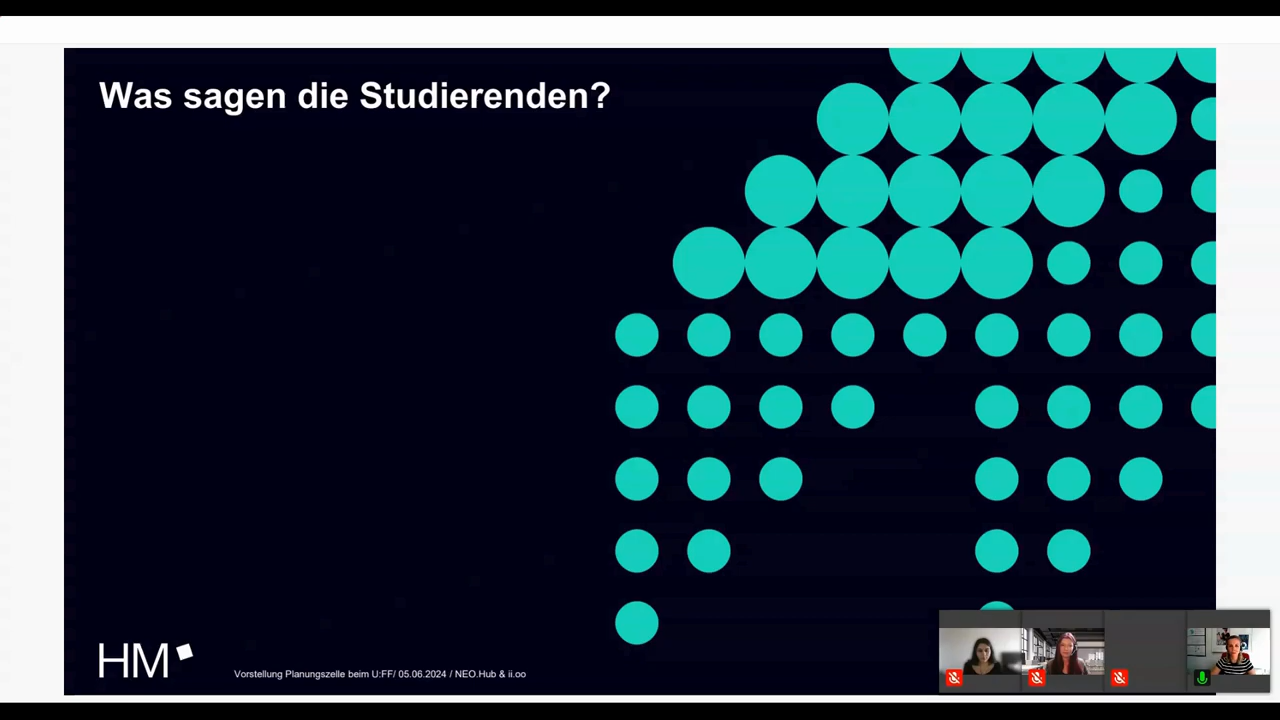 Was sagen die Studierenden?
HM
Vorstellung Planungszelle beim U:FF/ 05.06.2024 / NEO.Hub & ii.oo